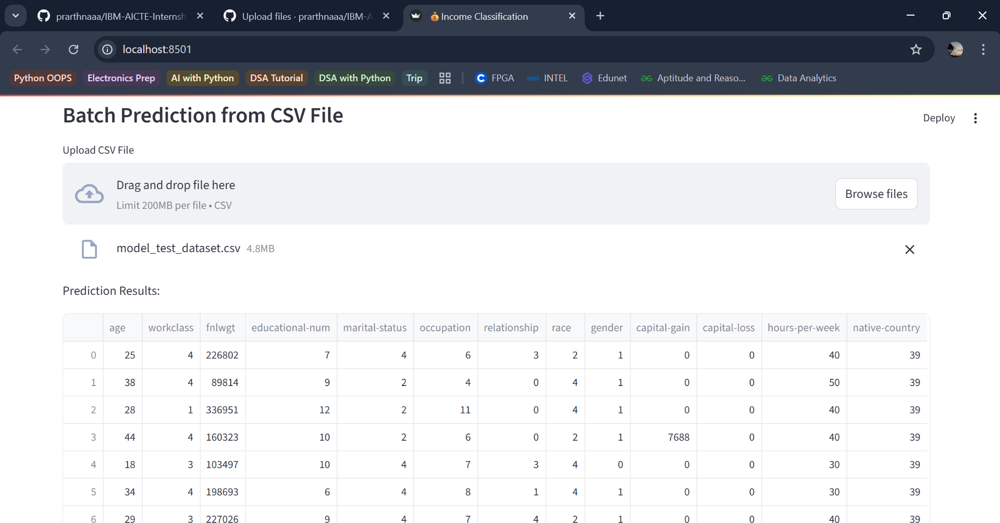 prarthnaaa/IBM-AICTE-Internsh
Upload files · prarthnaaa/IBM-A
💰Income Classification
localhost:8501
Python OOPS Electronics Prep AI with Python DSA Tutorial DSA with Python Trip FPGA intel INTEL Edunet Aptitude and Reaso... Data Analytics
Batch Prediction from CSV File
Deploy
Upload CSV File
Drag and drop file here
Limit 200MB per file • CSV
Browse files
model_test_dataset.csv 4.8MB
Prediction Results:
age workclass fnlwgt educational-num marital-status occupation relationship race gender capital-gain capital-loss hours-per-week native-country
0 25 4 226802 7 4 6 3 2 1 0 0 40 39
1 38 4 89814 9 2 4 0 4 1 0 0 50 39
2 28 1 336951 12 2 11 0 4 1 0 0 40 39
3 44 4 160323 10 2 6 0 2 1 7688 0 40 39
4 18 3 103497 10 4 7 3 4 0 0 0 30 39
5 34 4 198693 6 4 8 1 4 1 0 0 30 39
6 29 3 227026 9 4 7 4 2 1 0 0 40 39